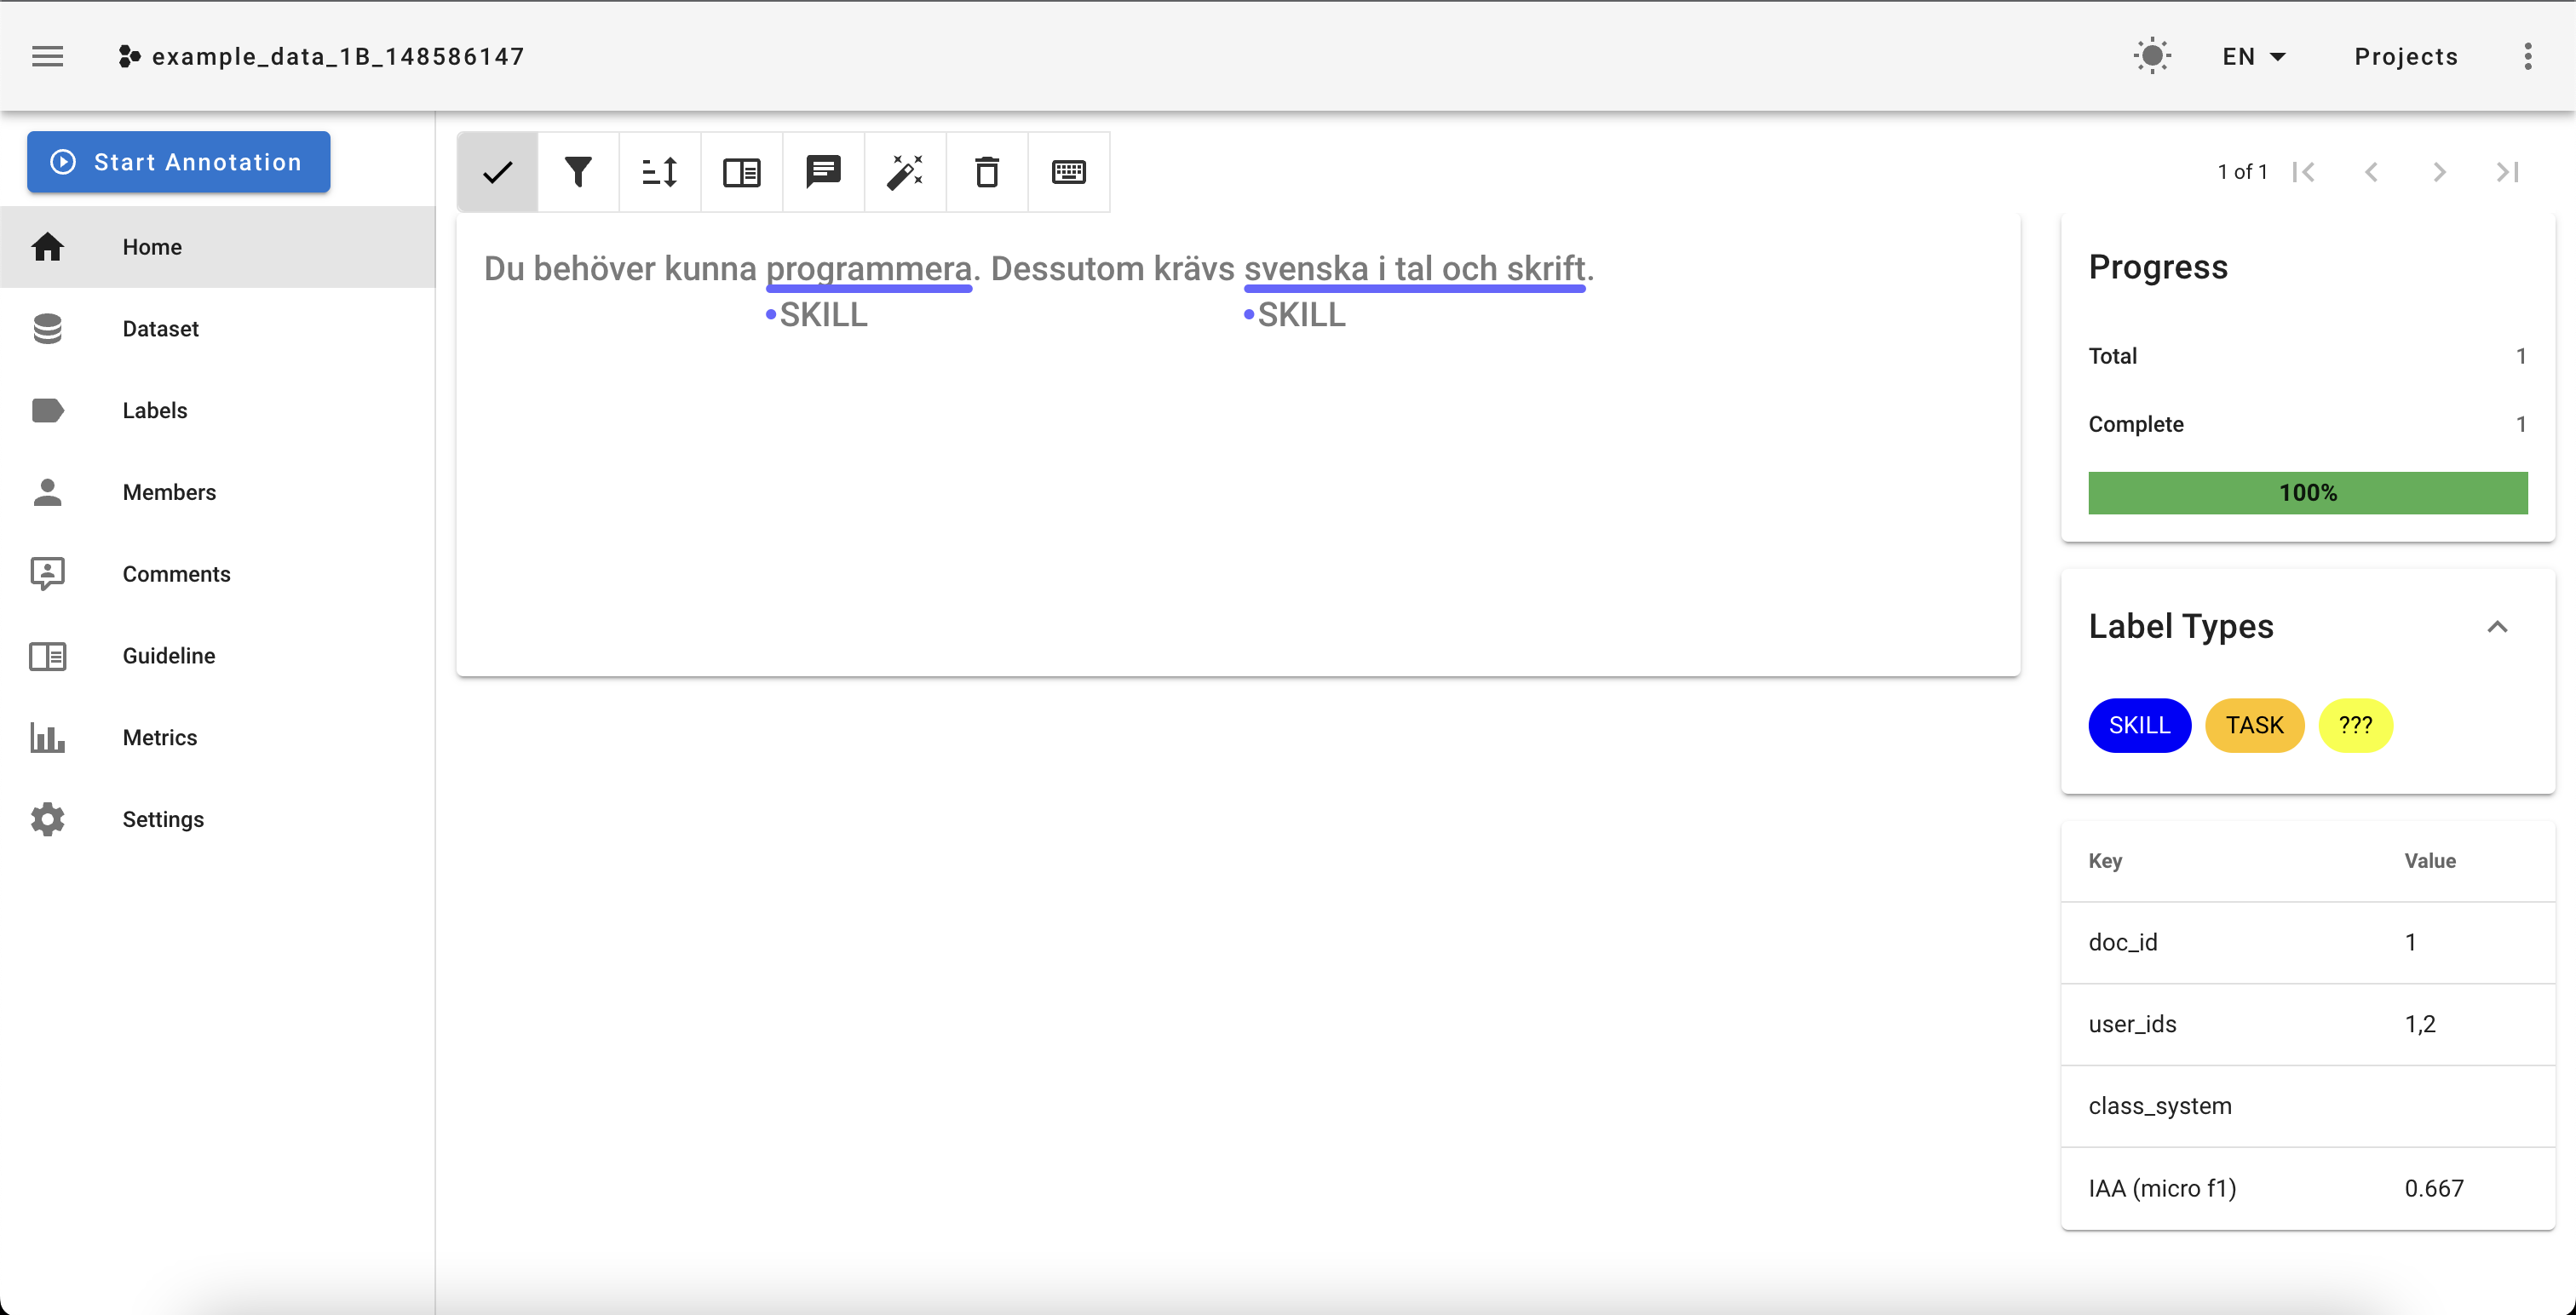 example_data_1B_148586147
EN
Projects
Start Annotation
1 of 1
Home
Dataset
Labels
Members
Comments
Guideline
Metrics
Settings
Du behöver kunna programmera. Dessutom krävs svenska i tal och skrift.
•SKILL •SKILL
Progress
Total 1
Complete 1
100%
Label Types
SKILL TASK ???
Key Value
doc_id 1
user_ids 1,2
class_system
IAA (micro f1) 0.667